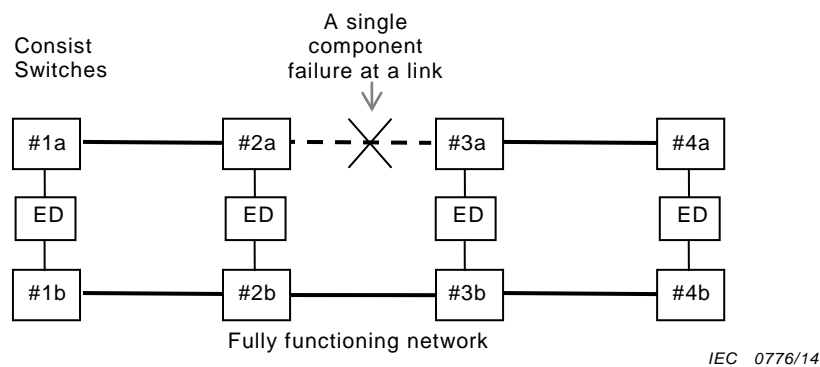 Consist
Switches
A single
component
failure at a link
#1a
#2a
#3a
#4a
ED
ED
ED
ED
#1b
#2b
#3b
#4b
Fully functioning network
IEC 0776/14